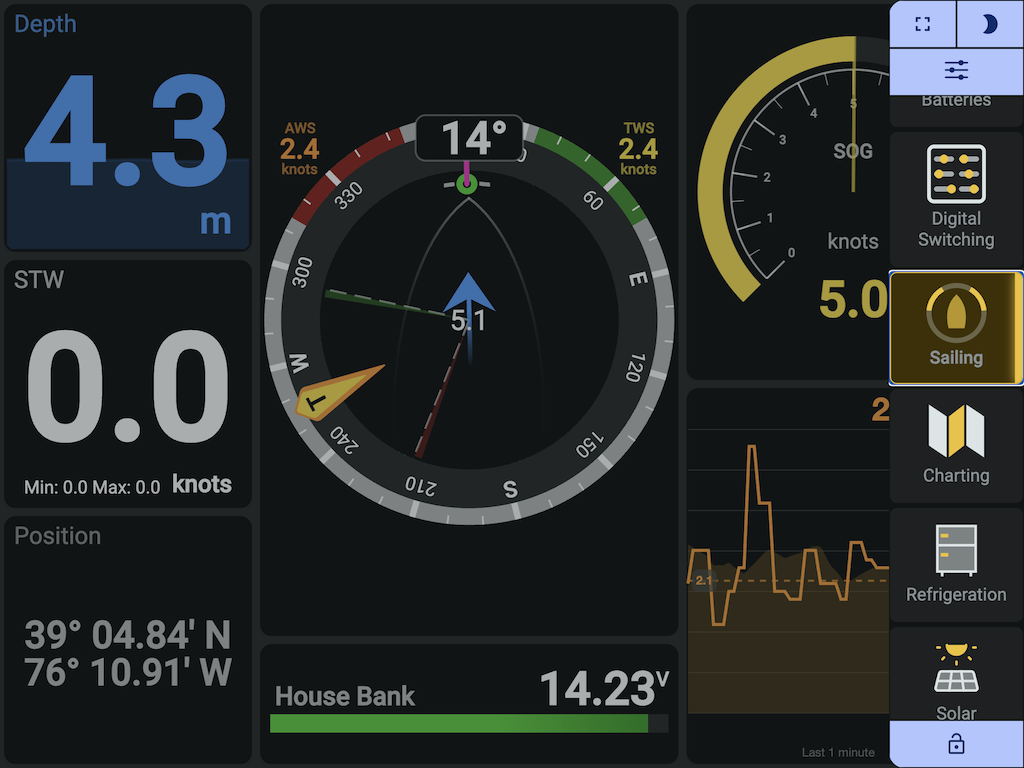 Depth
4.3
m
STW
0.0
Min: 0.0 Max: 0.0 knots
Position
39° 04.84' N
76° 10.91' W
AWS
2.4
knots
14°
TWS
2.4
knots
330
60
300
E
5.1
W
120
T
240
150
210
S
House Bank
14.23V
5
4
3
SOG
2
1
knots
0
5.0
2
2.1
Last 1 minute
Batteries
Digital
Switching
Sailing
Charting
Refrigeration
Solar